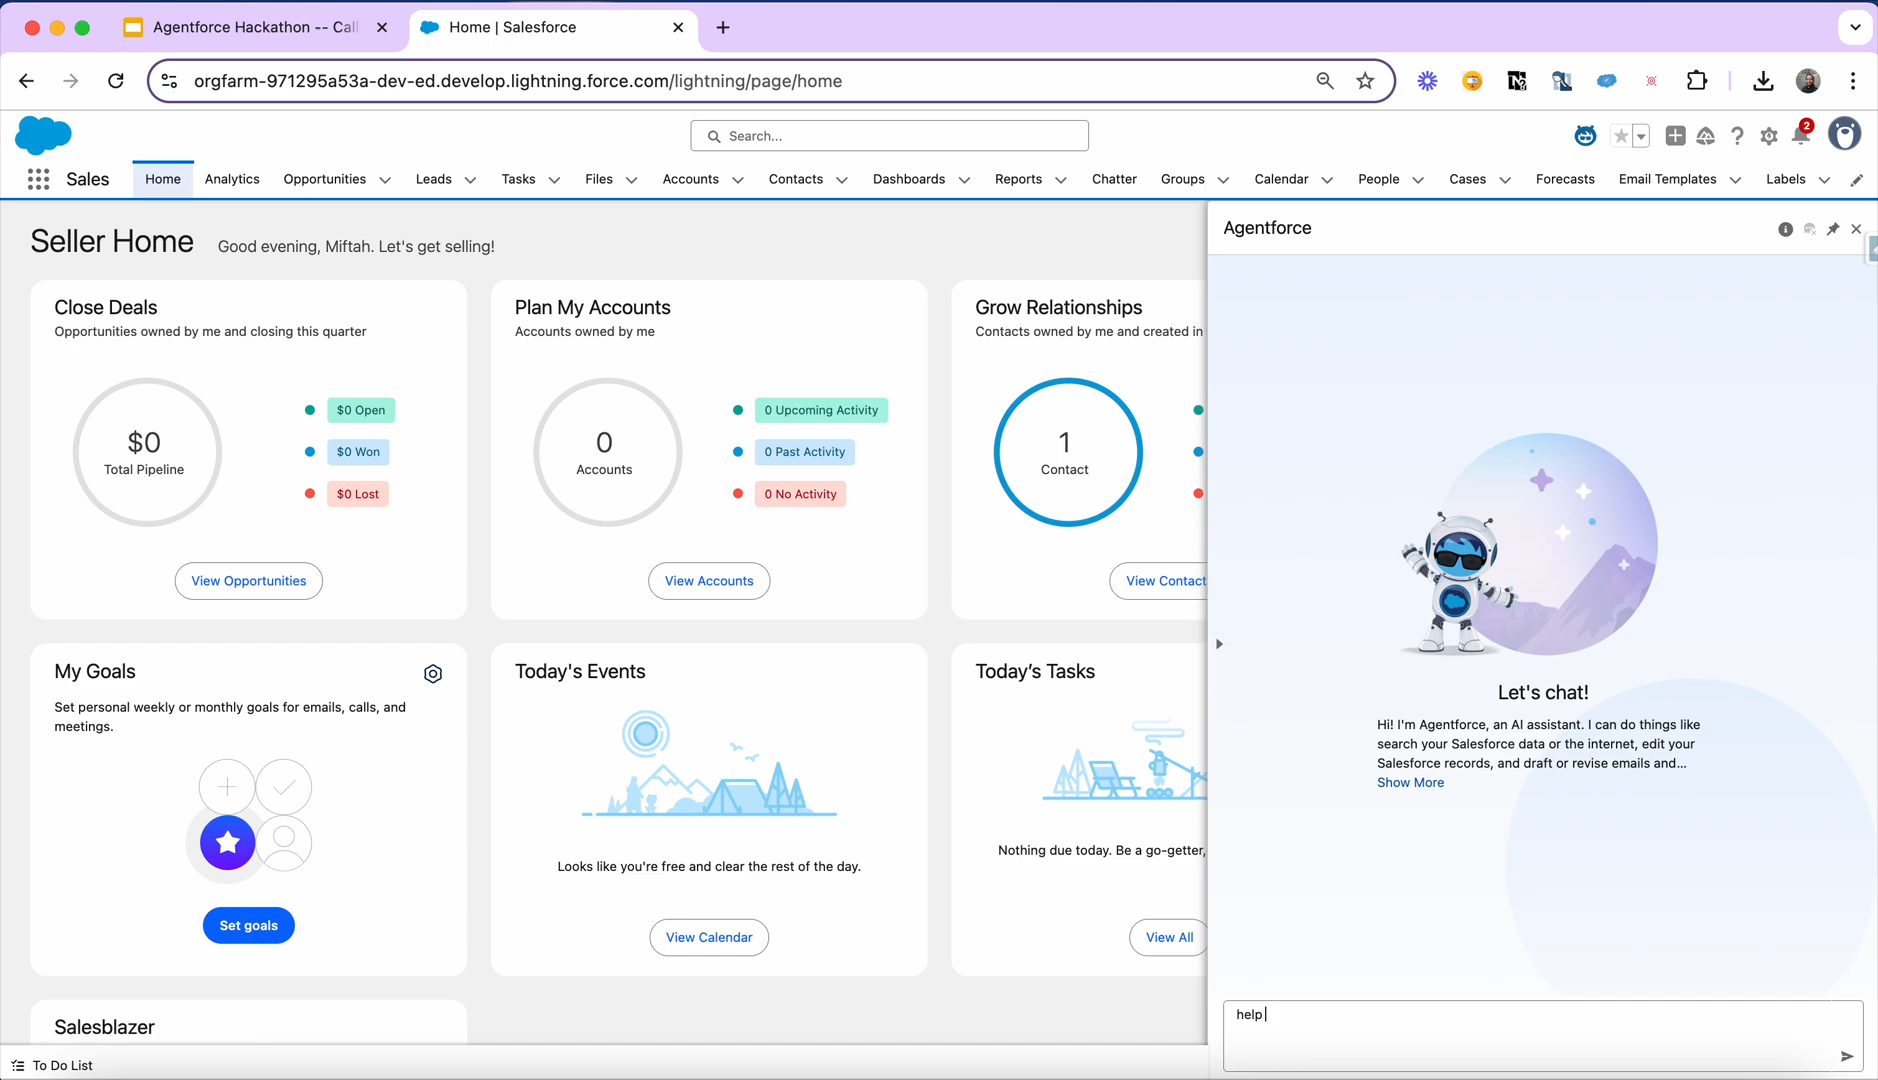 Agentforce Hackathon -- Call
Home | Salesforce
orgfarm-971295a53a-dev-ed.develop.lightning.force.com/lightning/page/home
Search...
2
Sales
Home
Analytics
Opportunities
Leads
Tasks
Files
Accounts
Contacts
Dashboards
Reports
Chatter
Groups
Calendar
People
Cases
Forecasts
Email Templates
Labels
Seller Home
Good evening, Miftah. Let's get selling!
Close Deals
Opportunities owned by me and closing this quarter
$0
Total Pipeline
$0 Open
$0 Won
$0 Lost
View Opportunities
Plan My Accounts
Accounts owned by me
0
Accounts
0 Upcoming Activity
0 Past Activity
0 No Activity
View Accounts
Grow Relationships
Contacts owned by me and created in
1
Contact
View Contact
My Goals
Set personal weekly or monthly goals for emails, calls, and
meetings.
Set goals
Today's Events
Looks like you're free and clear the rest of the day.
View Calendar
Today’s Tasks
Nothing due today. Be a go-getter,
View All
Salesblazer
To Do List
Agentforce
Let's chat!
Hi! I'm Agentforce, an AI assistant. I can do things like
search your Salesforce data or the internet, edit your
Salesforce records, and draft or revise emails and...
Show More
help